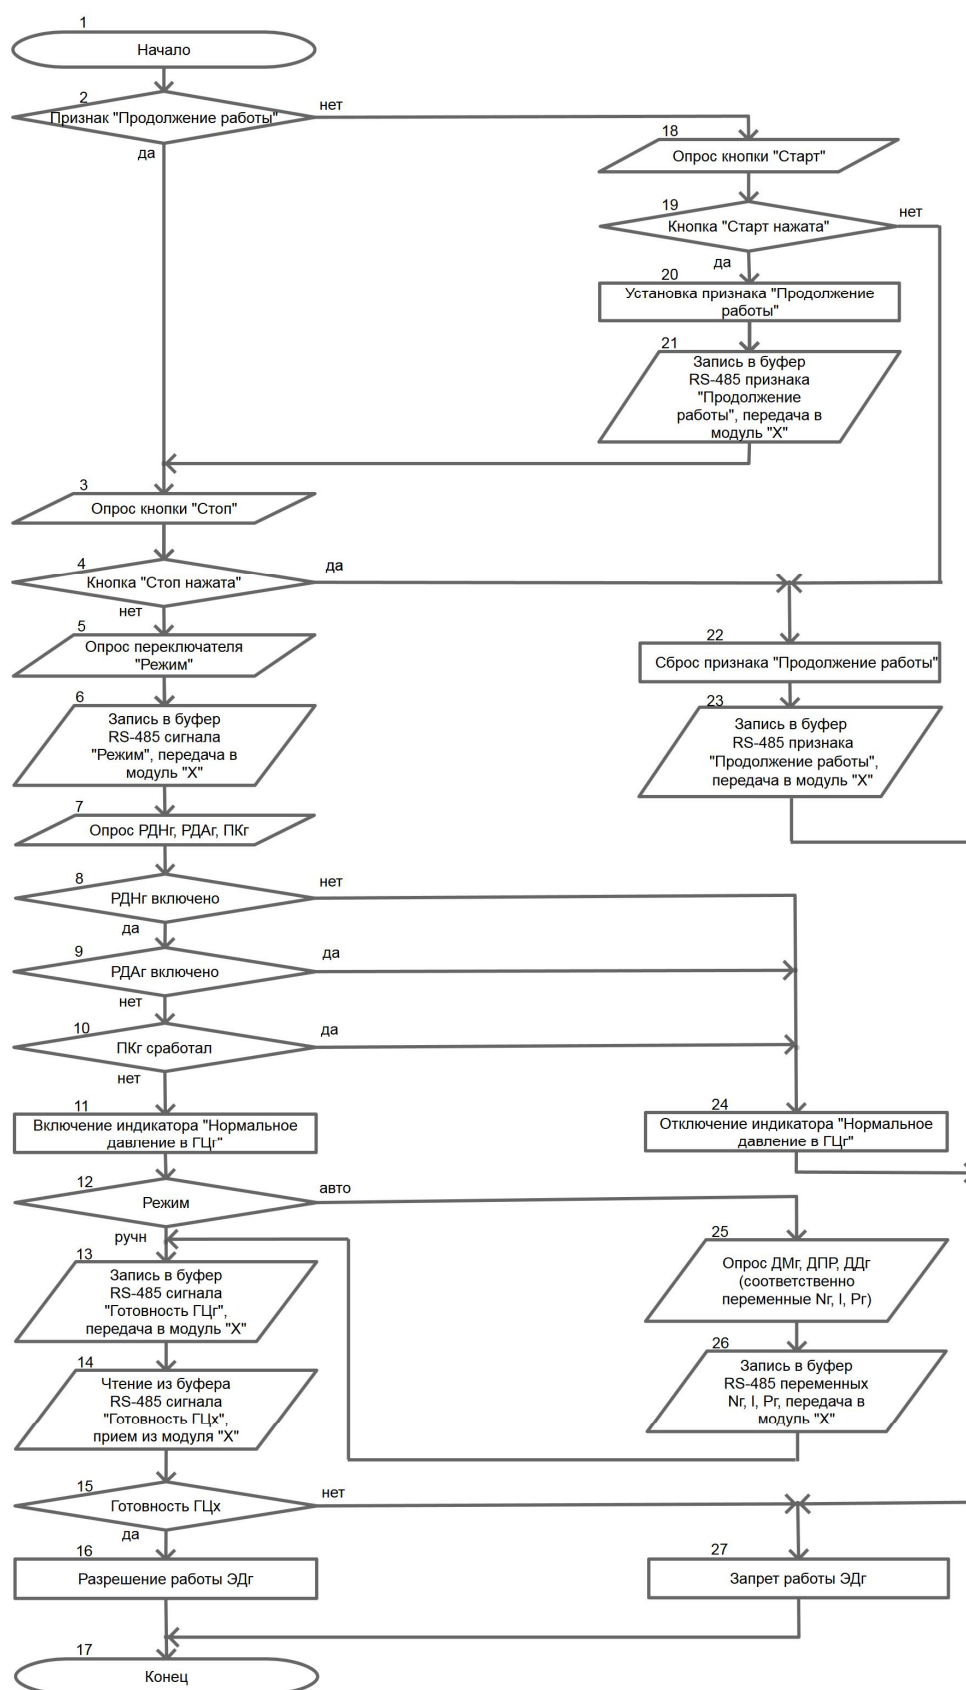 1
Начало
2
Признак "Продолжение работы"
нет
да
18
Опрос кнопки "Старт"
19
Кнопка "Старт нажата"
нет
да
20
Установка признака "Продолжение
работы"
21
Запись в буфер
RS-485 признака
"Продолжение
работы", передача в
модуль "X"
3
Опрос кнопки "Стоп"
4
Кнопка "Стоп нажата"
да
нет
5
Опрос переключателя
"Режим"
22
Сброс признака "Продолжение работы"
6
Запись в буфер
RS-485 сигнала
"Режим", передача в
модуль "X"
23
Запись в буфер
RS-485 признака
"Продолжение работы",
передача в модуль "X"
7
Опрос РДНг, РДАг, ПКг
8
РДНг включено
нет
да
9
РДАг включено
да
нет
10
ПКг сработал
да
нет
11
Включение индикатора "Нормальное
давление в ГЦг"
24
Отключение индикатора "Нормальное
давление в ГЦг"
12
Режим
авто
ручн
13
Запись в буфер
RS-485 сигнала
"Готовность ГЦг",
передача в модуль "X"
25
Опрос ДМг, ДПР, ДДг
(соответственно
переменные Nг, I, Рг)
14
Чтение из буфера
RS-485 сигнала
"Готовность ГЦх",
прием из модуля "X"
26
Запись в буфер
RS-485 переменных
Nг, I, Рг, передача в
модуль "X"
15
Готовность ГЦх
нет
да
16
Разрешение работы ЭДг
27
Запрет работы ЭДг
17
Конец